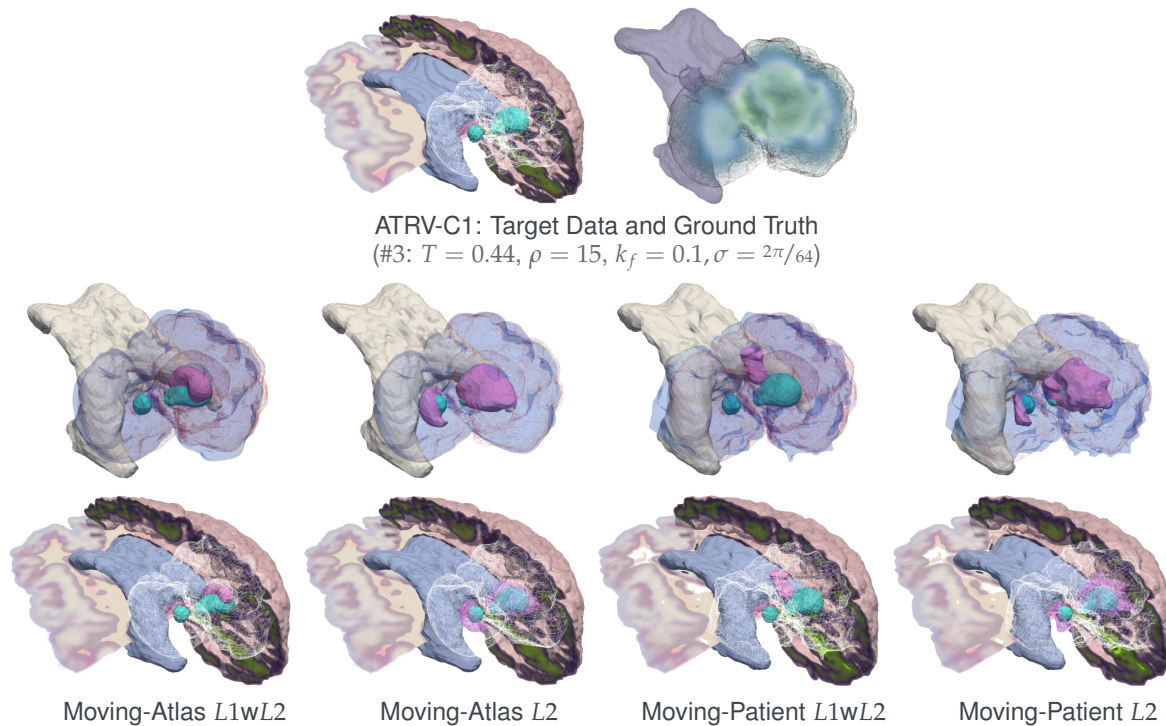 ATRV-C1: Target Data and Ground Truth
(#3: T = 0.44, ρ = 15, k_f = 0.1, σ = 2π/64)
Moving-Atlas L1wL2 Moving-Atlas L2 Moving-Patient L1wL2 Moving-Patient L2